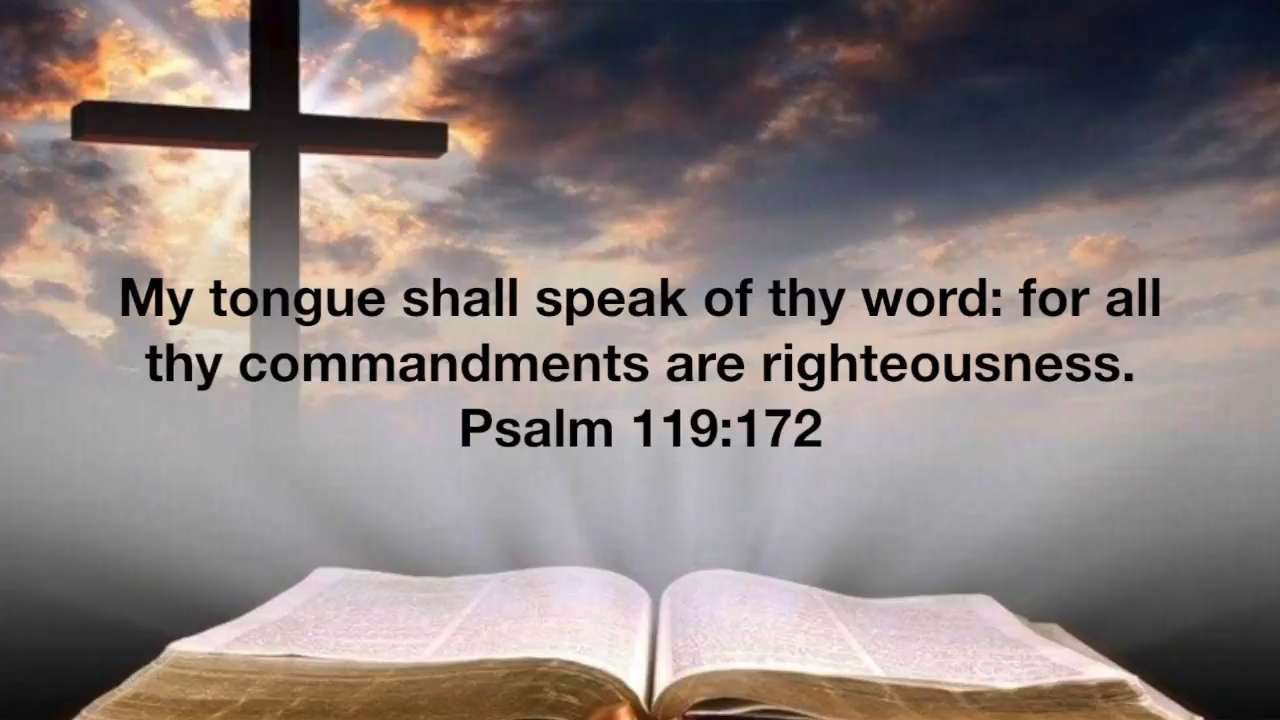 My tongue shall speak of thy word: for all
thy commandments are righteousness.
Psalm 119:172